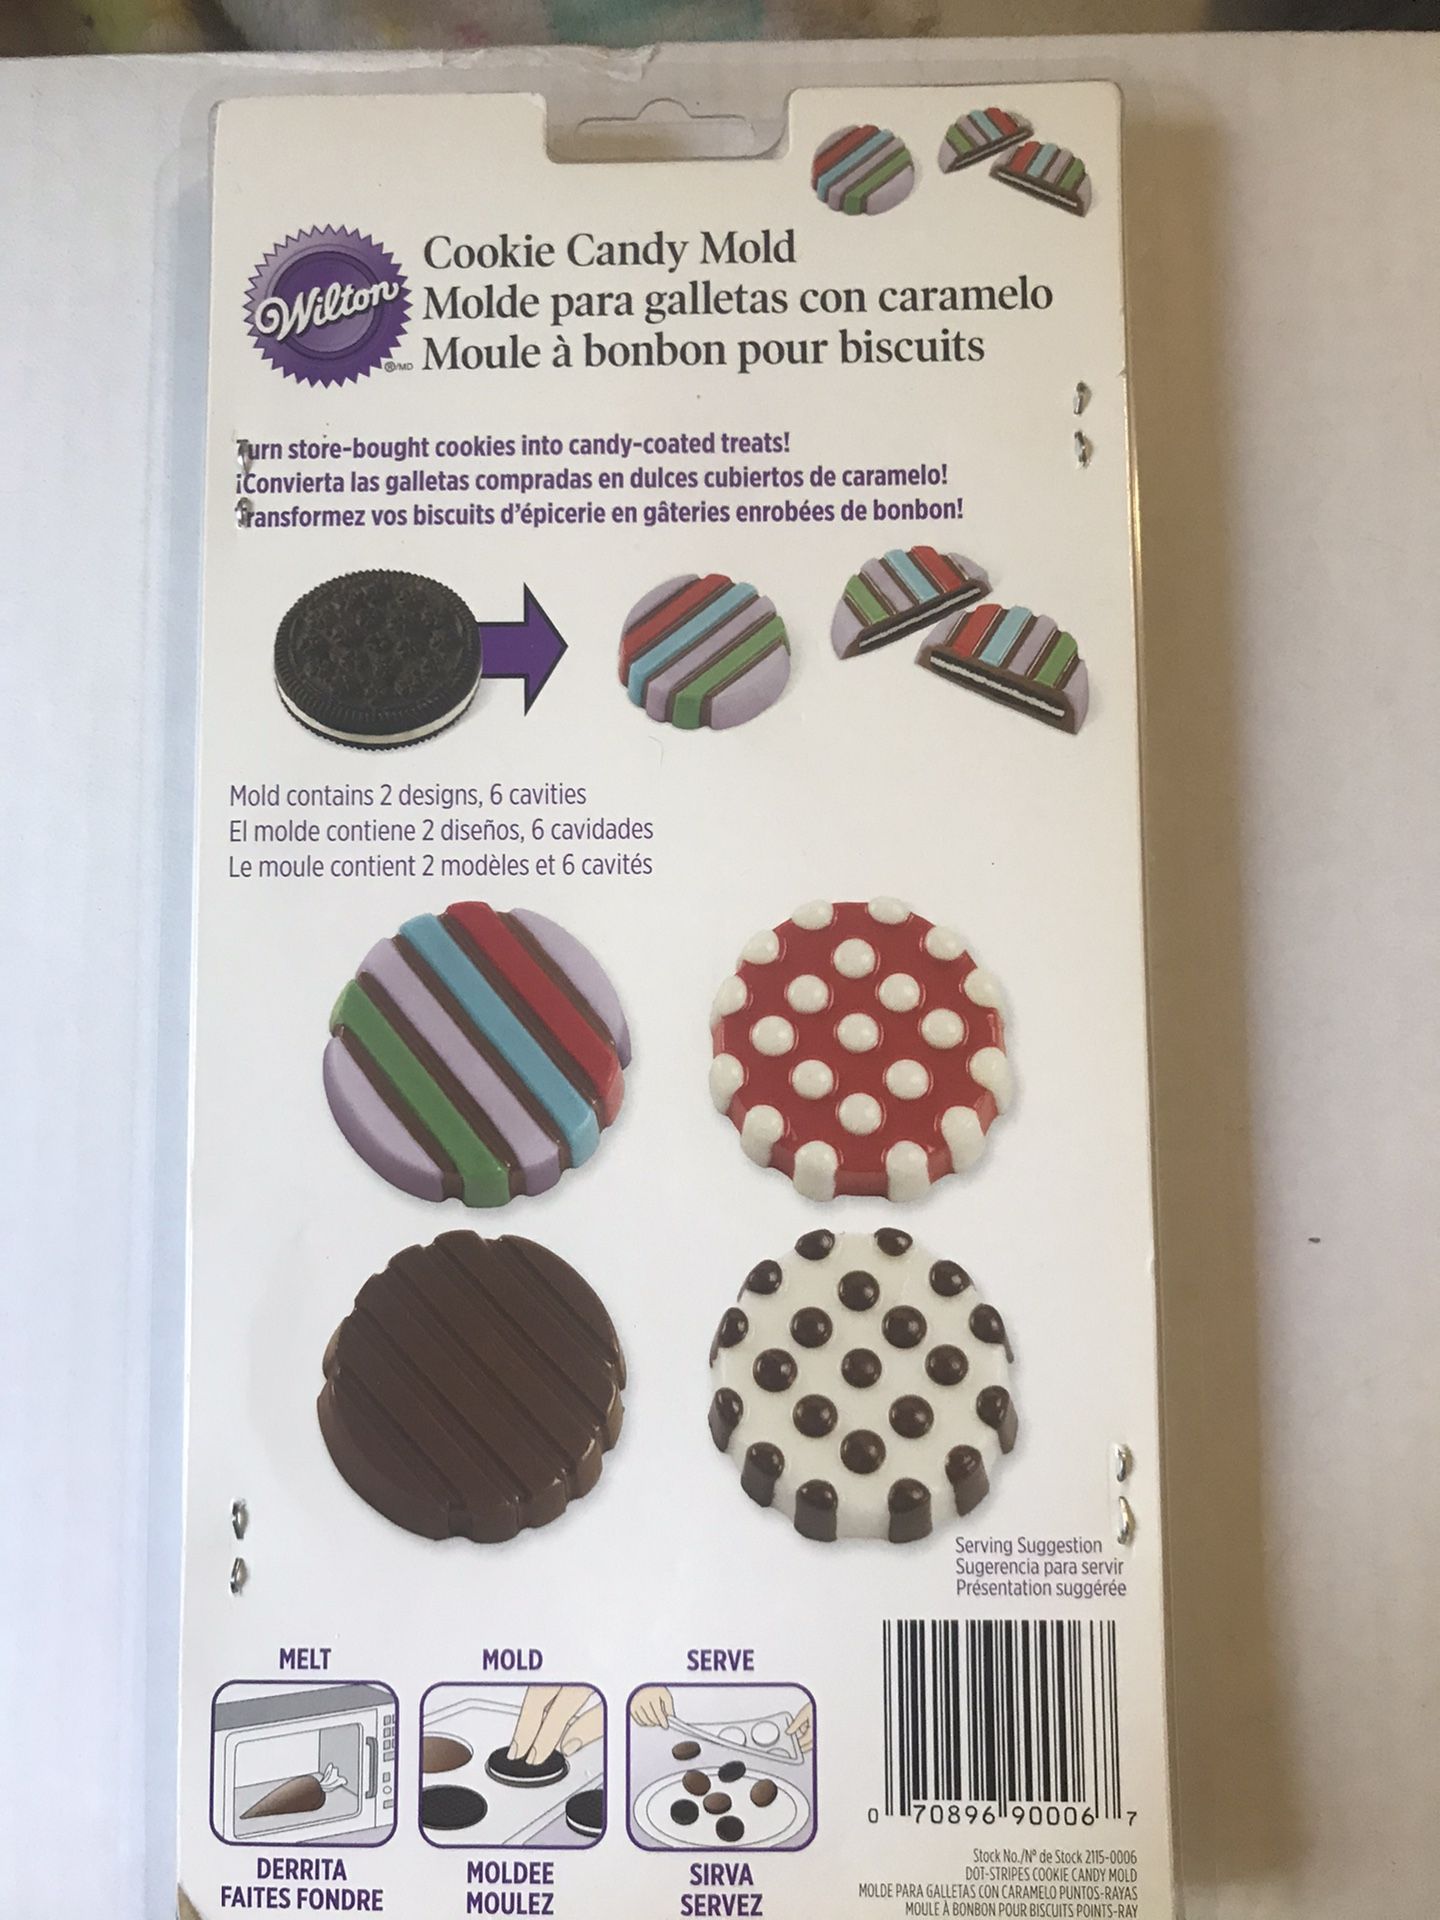 Wilton
®/MD
Cookie Candy Mold
Molde para galletas con caramelo
Moule à bonbon pour biscuits
Turn store-bought cookies into candy-coated treats!
¡Convierta las galletas compradas en dulces cubiertos de caramelo!
Transformez vos biscuits d'épicerie en gâteries enrobées de bonbon!
Mold contains 2 designs, 6 cavities
El molde contiene 2 diseños, 6 cavidades
Le moule contient 2 modèles et 6 cavités
Serving Suggestion
Sugerencia para servir
Présentation suggérée
MELT
DERRITA
FAITES FONDRE
MOLD
MOLDEE
MOULEZ
SERVE
SIRVA
SERVEZ
0 70896 90006 7
Stock No./Nº de Stock 2115-0006
DOT-STRIPES COOKIE CANDY MOLD
MOLDE PARA GALLETAS CON CARAMELO PUNTOS-RAYAS
MOULE À BONBON POUR BISCUITS POINTS-RAY